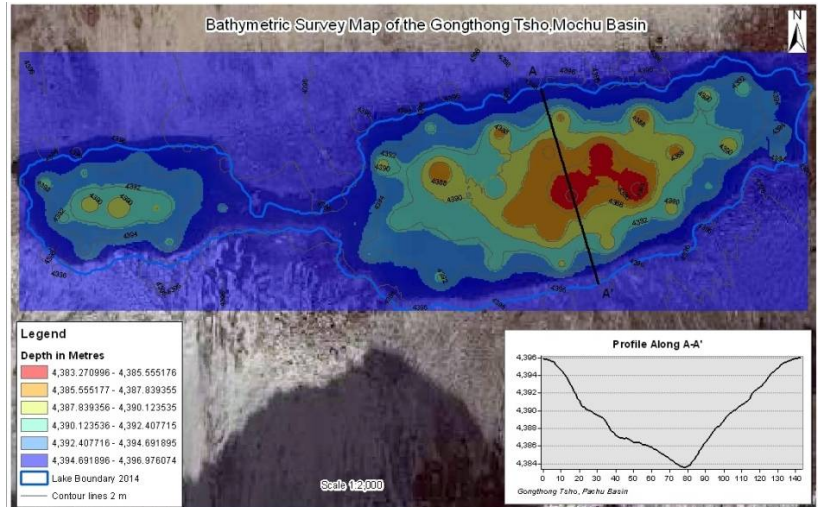 Bathymetric Survey Map of the Gongthong Tsho,Mochu Basin
N
A
A'
Legend
Depth in Metres
4,383.270996 - 4,385.555176
4,385.555177 - 4,387.839355
4,387.839356 - 4,390.123535
4,390.123536 - 4,392.407715
4,392.407716 - 4,394.691895
4,394.691896 - 4,396.976074
Lake Boundary 2014
Contour lines 2 m
Scale 1:2,000
Profile Along A-A'
4,396
4,394
4,392
4,390
4,388
4,386
4,384
0 10 20 30 40 50 60 70 80 90 100 110 120 130 140
Gongthong Tsho, Pachu Basin